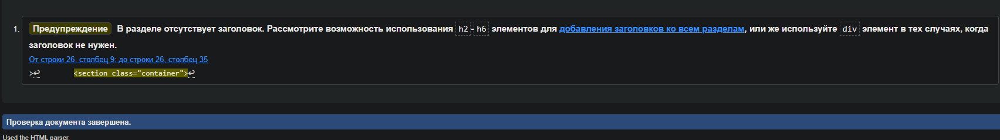 1. Предупреждение В разделе отсутствует заголовок. Рассмотрите возможность использования h2-h6 элементов для добавления заголовков ко всем разделам, или же используйте div элемент в тех случаях, когда
заголовок не нужен.
От строки 26, столбец 9; до строки 26, столбец 35
>↩ <section class="container">↩
Проверка документа завершена.
Used the HTML parser.